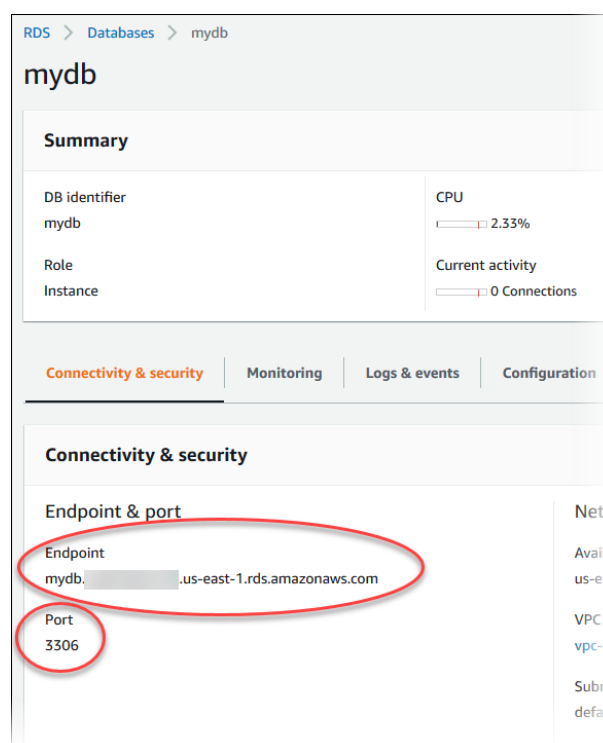 RDS > Databases > mydb
mydb
Summary
DB identifier
mydb
CPU
2.33%
Role
Instance
Current activity
0 Connections
Connectivity & security
Monitoring
Logs & events
Configuration
Connectivity & security
Endpoint & port
Endpoint
mydb. .us-east-1.rds.amazonaws.com
Port
3306
VPC